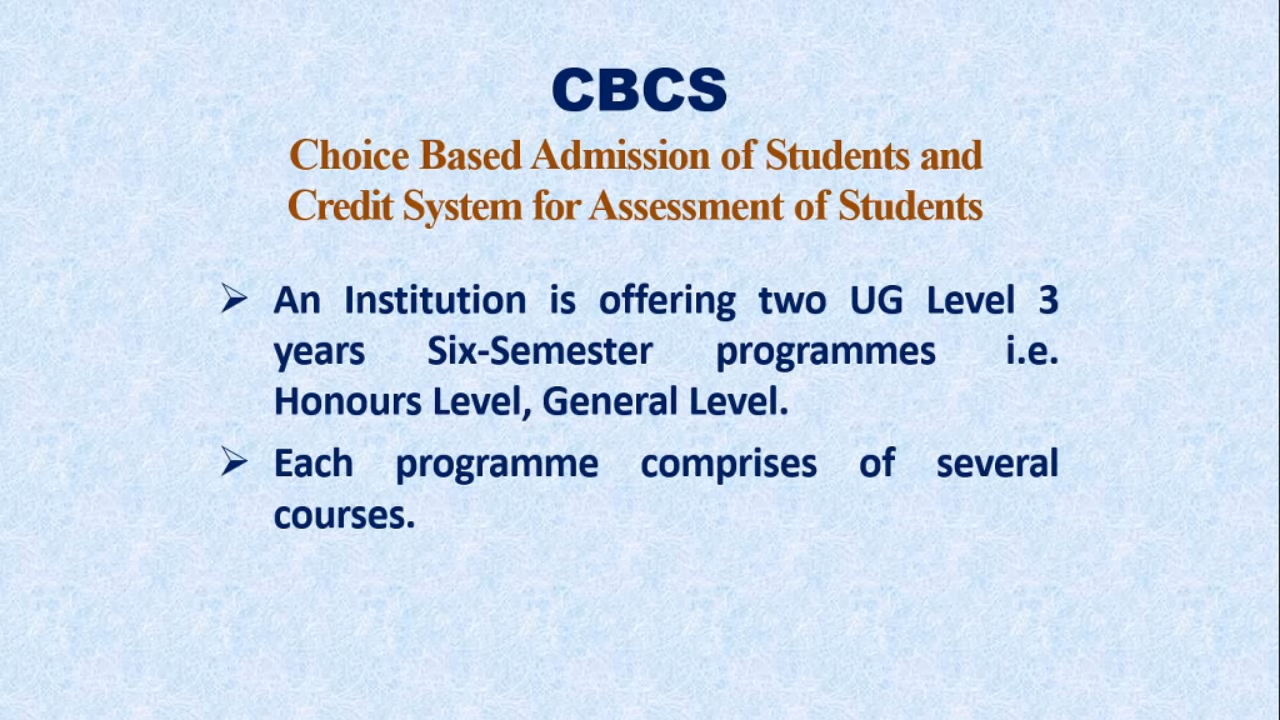 CBCS
Choice Based Admission of Students and
Credit System for Assessment of Students
➢ An Institution is offering two UG Level 3
years Six-Semester programmes i.e.
Honours Level, General Level.
➢ Each programme comprises of several
courses.